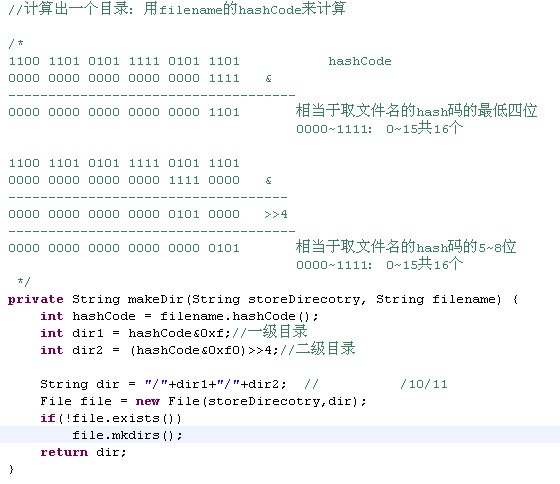 //计算出一个目录: 用filename的hashCode来计算
/*
1100 1101 0101 1111 0101 1101 hashCode
0000 0000 0000 0000 0000 1111 &
------------------------------------
0000 0000 0000 0000 0000 1101 相当于取文件名的hash码的最低四位
0000~1111: 0~15共16个
1100 1101 0101 1111 0101 1101
0000 0000 0000 0000 1111 0000 &
-----------------------------------
0000 0000 0000 0000 0101 0000 >>4
------------------------------------
0000 0000 0000 0000 0000 0101 相当于取文件名的hash码的5~8位
0000~1111: 0~15共16个
*/
private String makeDir(String storeDirecotry, String filename) {
int hashCode = filename.hashCode();
int dir1 = hashCode&0xf;//一级目录
int dir2 = (hashCode&0xf0)>>4;//二级目录
String dir = "/"+dir1+"/"+dir2; // /10/11
File file = new File(storeDirecotry,dir);
if(!file.exists())
file.mkdirs();
return dir;
}